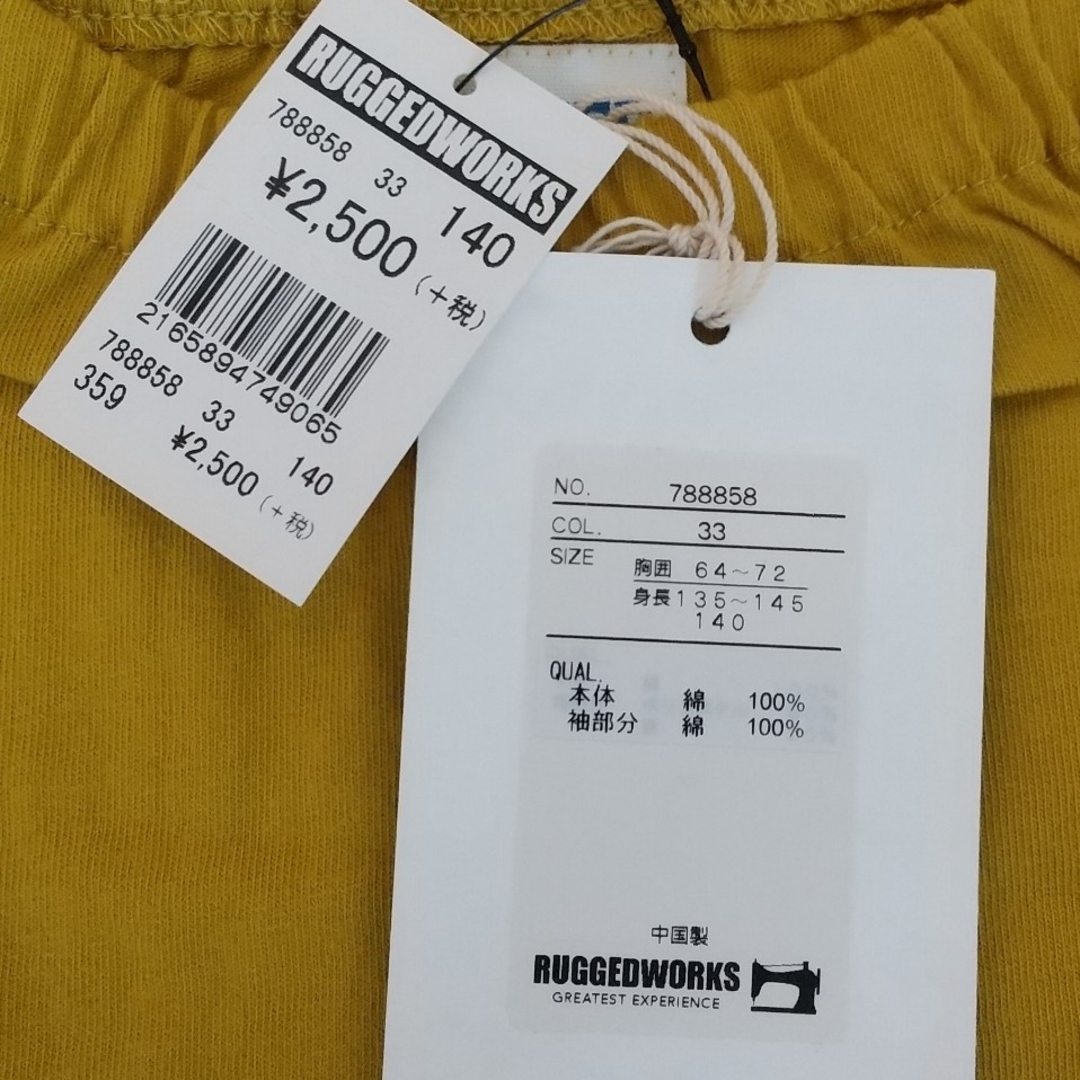 RUGGEDWORKS
788858 33 140
¥2,500 (+税)
2165894749065
788858 33 140
359 ¥2,500 (+税)
NO. 788858
COL. 33
SIZE 胸囲 64~72
身長 135~145
140
QUAL.
本体 綿 100%
袖部分 綿 100%
中国製
RUGGEDWORKS
GREATEST EXPERIENCE